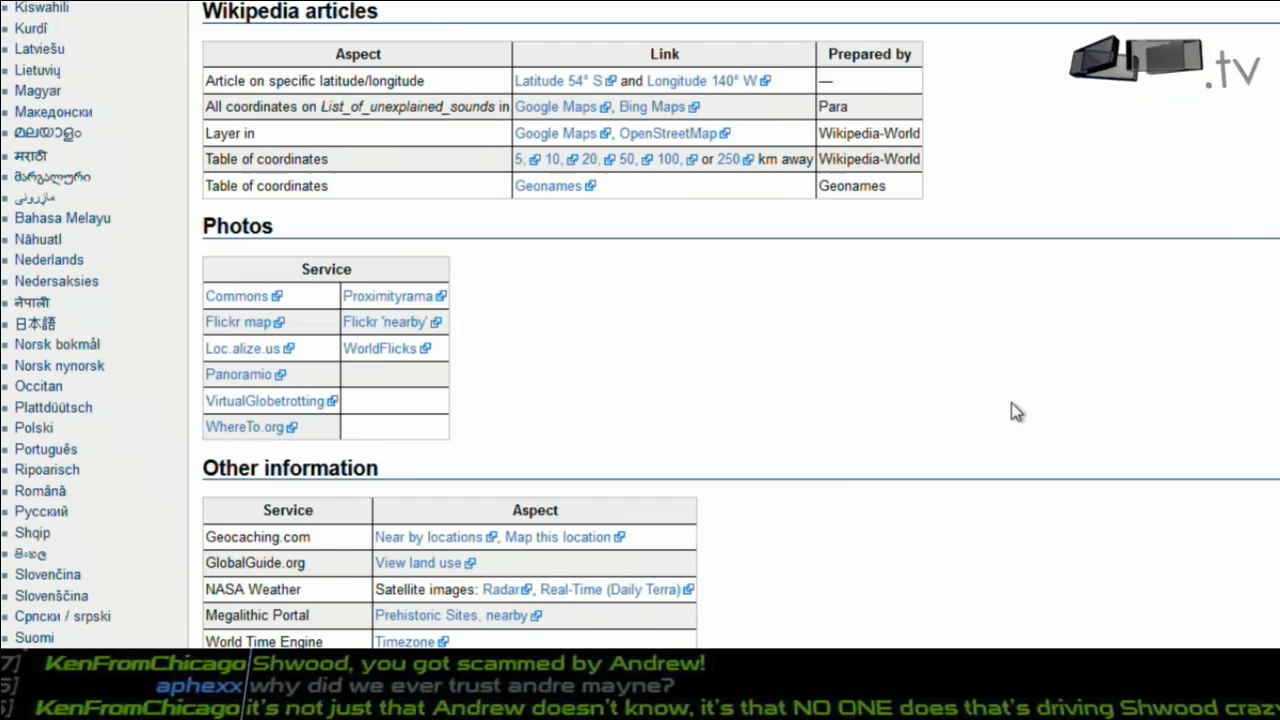 Kiswahili
Kurdî
Latviešu
Lietuvių
Magyar
Македонски
മലയാളം
मराठी
მარგალური
مازرونی
Bahasa Melayu
Nāhuatl
Nederlands
Nedersaksies
नेपाली
日本語
Norsk bokmål
Norsk nynorsk
Occitan
Plattdüütsch
Polski
Português
Ripoarisch
Română
Русский
Shqip
සිංහල
Slovenčina
Slovenščina
Српски / srpski
Suomi
Wikipedia articles
Aspect Link Prepared by
Article on specific latitude/longitude Latitude 54° S and Longitude 140° W —
All coordinates on List_of_unexplained_sounds in Google Maps, Bing Maps Para
Layer in Google Maps, OpenStreetMap Wikipedia-World
Table of coordinates 5, 10, 20, 50, 100, or 250 km away Wikipedia-World
Table of coordinates Geonames Geonames
Photos
Service
Commons Proximityrama
Flickr map Flickr 'nearby'
Loc.alize.us WorldFlicks
Panoramio
VirtualGlobetrotting
WhereTo.org
Other information
Service Aspect
Geocaching.com Near by locations, Map this location
GlobalGuide.org View land use
NASA Weather Satellite images: Radar, Real-Time (Daily Terra)
Megalithic Portal Prehistoric Sites, nearby
World Time Engine Timezone
.tv
7] KenFromChicago Shwood, you got scammed by Andrew!
5] aphexx why did we ever trust andre mayne?
5] KenFromChicago it's not just that Andrew doesn't know, it's that NO ONE does that's driving Shwood craz